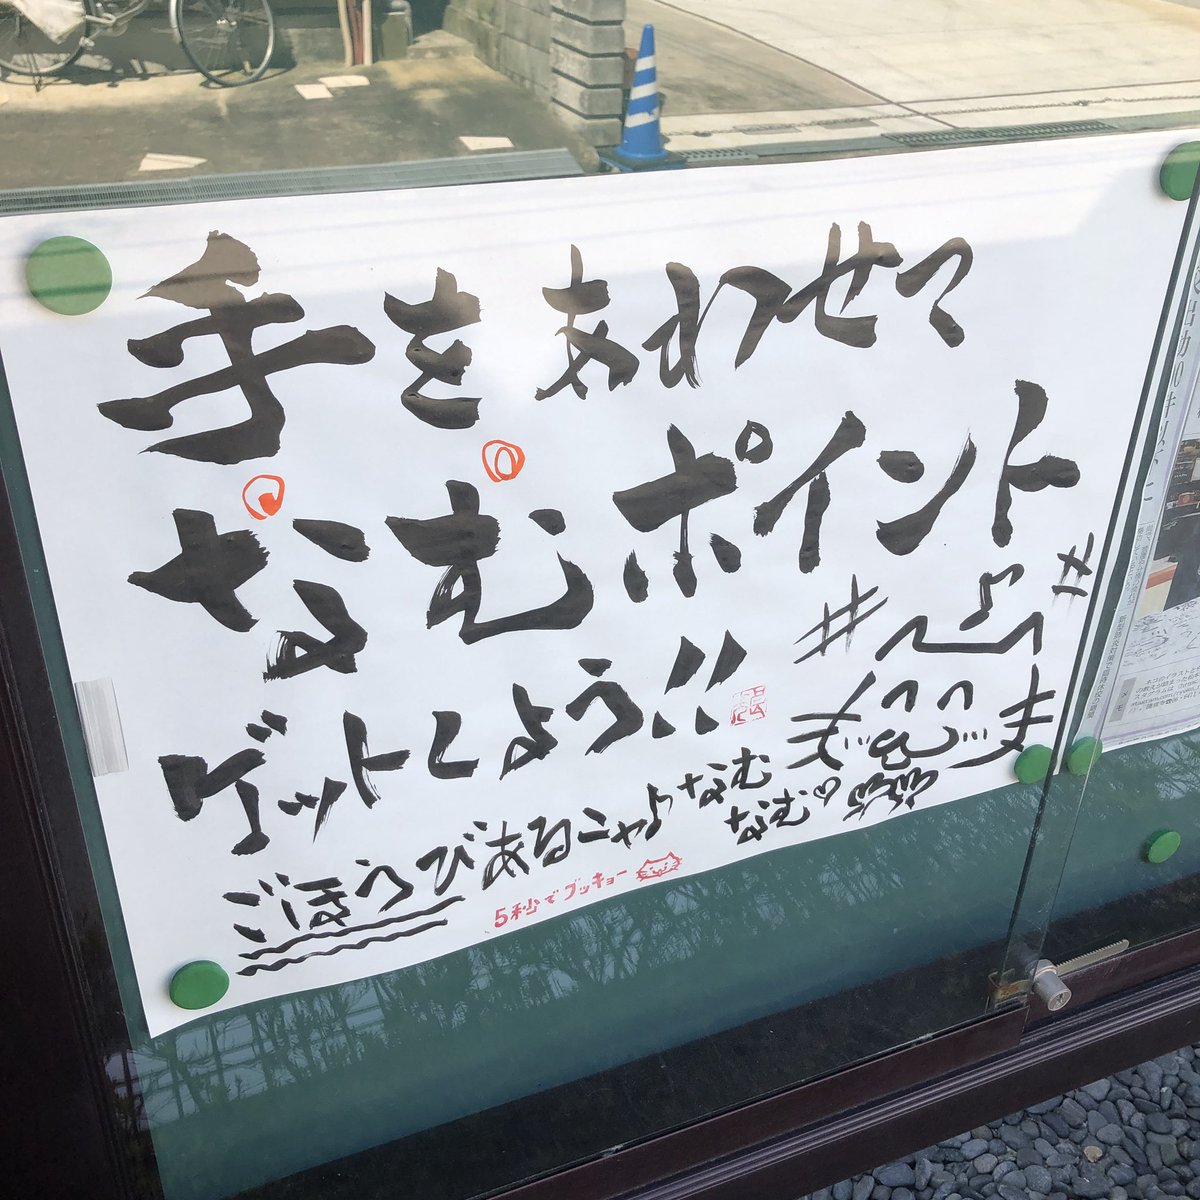 手をあわせて
なむポイント
ゲットしよう!!
ごほうびあるニャよ
なむ
なむ♡
5秒でブッキョー